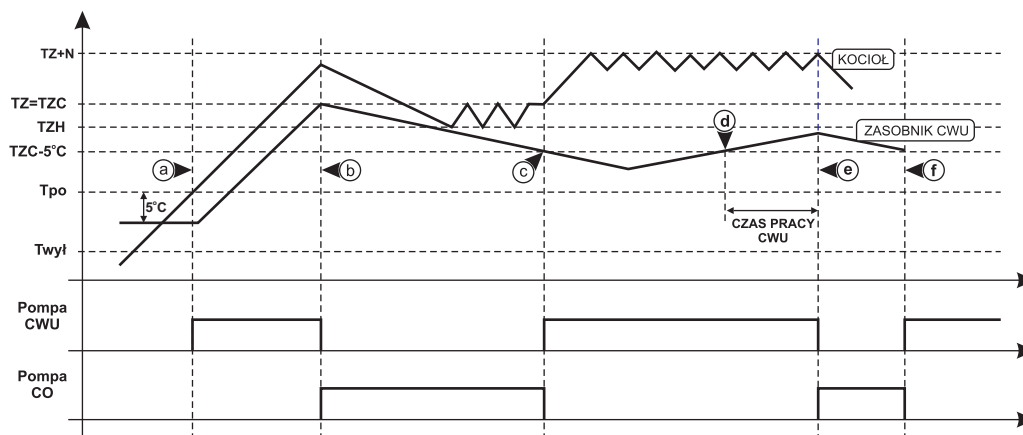 TZ+N
KOCIOŁ
TZ=TZC
TZH
d
ZASOBNIK CWU
TZC-5°C
a
b
c
e
f
Tpo
5°C
CZAS PRACY
CWU
Twył
Pompa
CWU
Pompa
CO